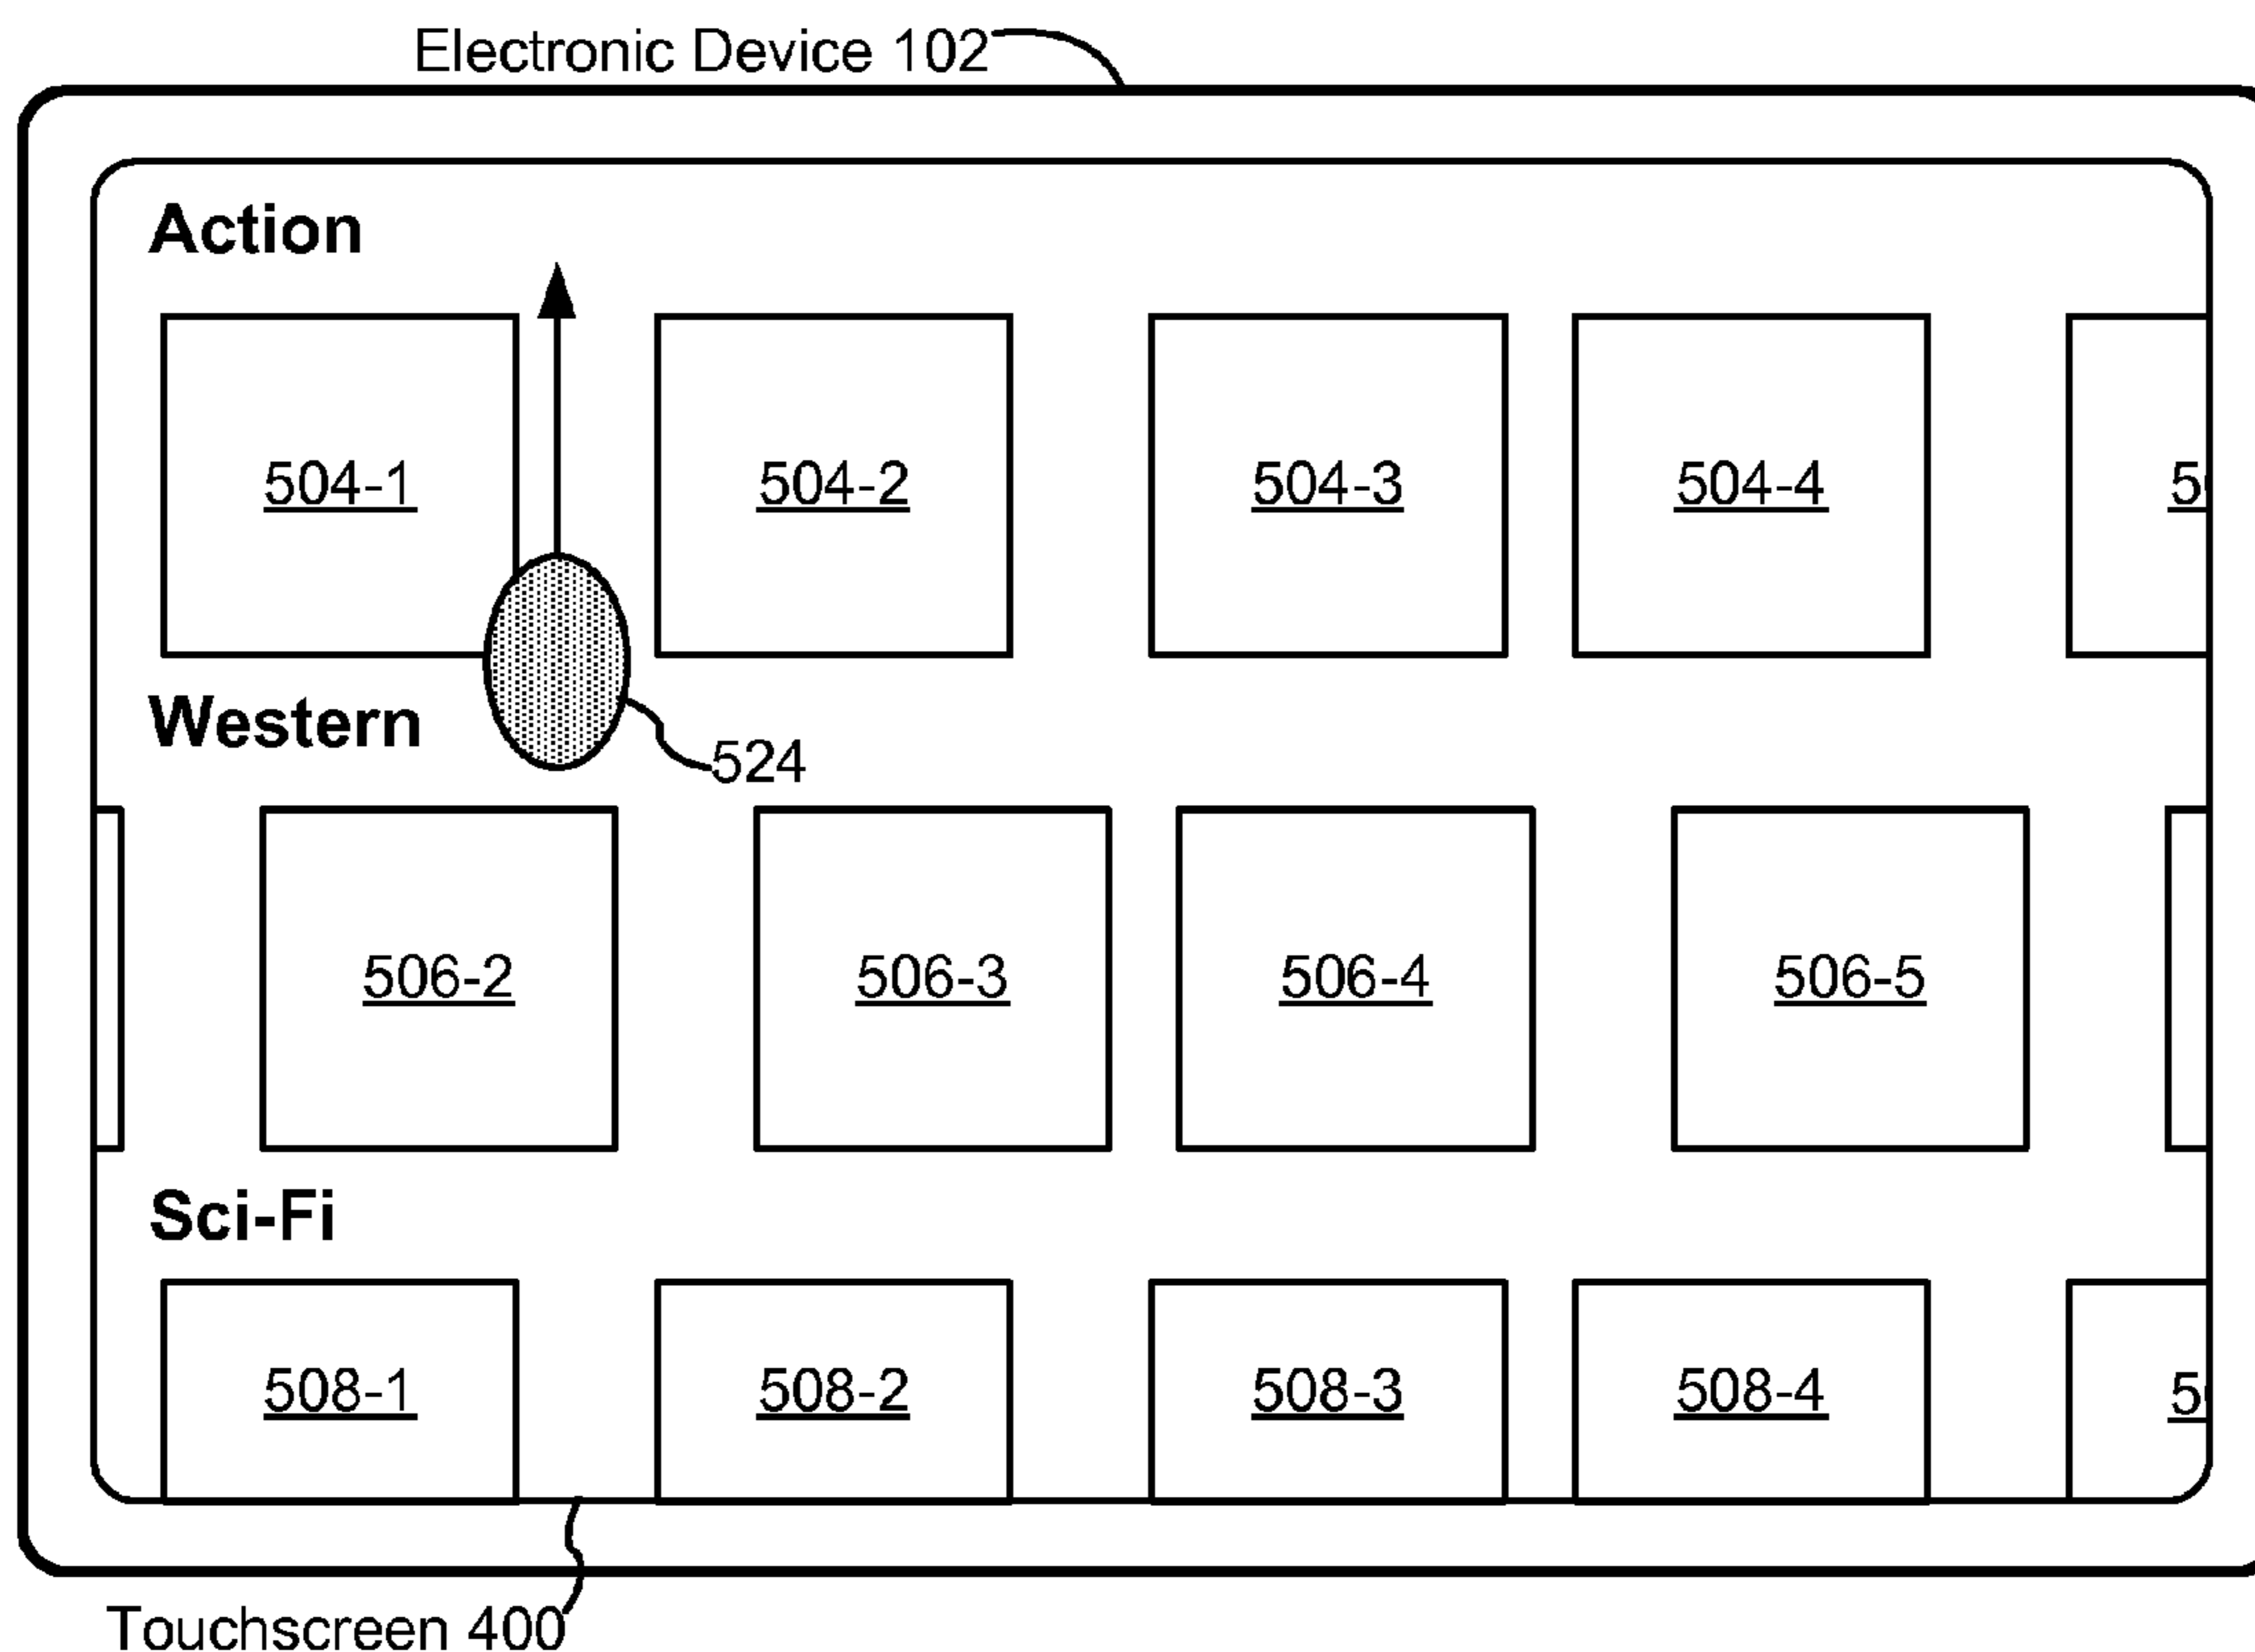 Electronic Device 102
Action
504-1 504-2 504-3 504-4
Western
524
506-2 506-3 506-4 506-5
Sci-Fi
508-1 508-2 508-3 508-4
Touchscreen 400